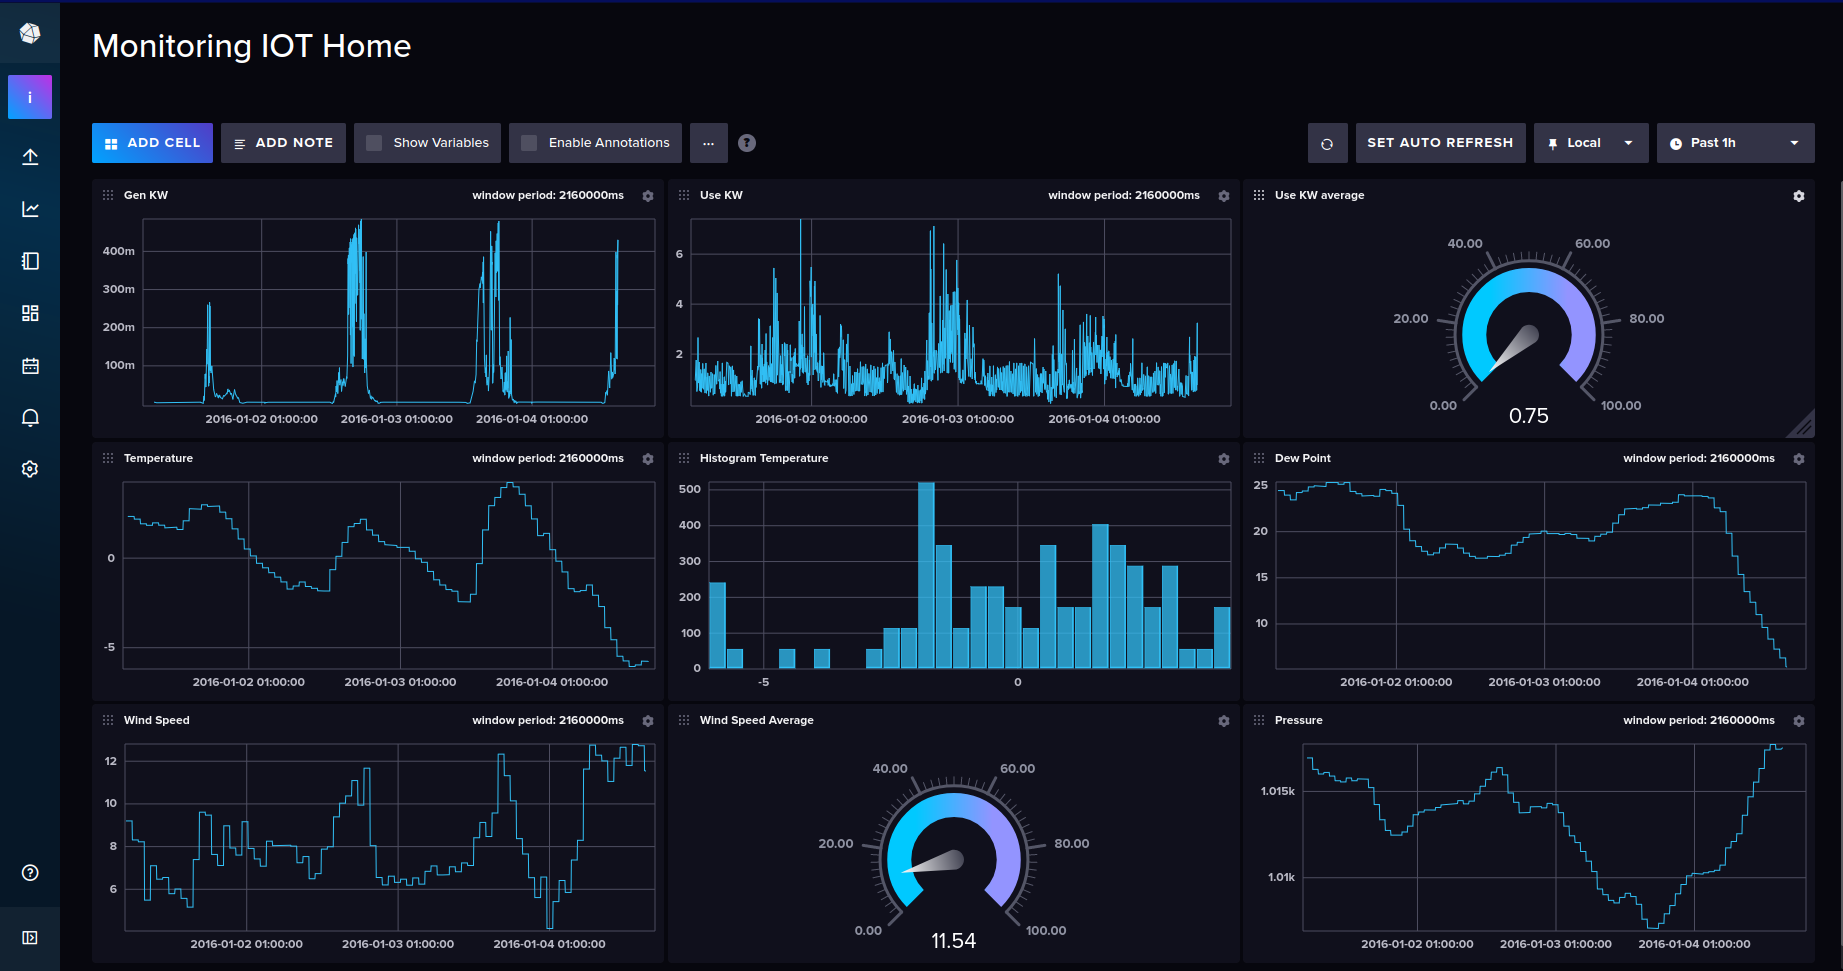 Monitoring IOT Home
i
ADD CELL
ADD NOTE
Show Variables
Enable Annotations
...
?
SET AUTO REFRESH
Local
Past 1h
Gen KW
window period: 2160000ms
400m
300m
200m
100m
2016-01-02 01:00:00 2016-01-03 01:00:00 2016-01-04 01:00:00
Use KW
window period: 2160000ms
6
4
2
2016-01-02 01:00:00 2016-01-03 01:00:00 2016-01-04 01:00:00
Use KW average
40.00 60.00
20.00 80.00
0.00 100.00
0.75
Temperature
window period: 2160000ms
0
-5
2016-01-02 01:00:00 2016-01-03 01:00:00 2016-01-04 01:00:00
Histogram Temperature
500
400
300
200
100
0
-5 0
Dew Point
window period: 2160000ms
25
20
15
10
2016-01-02 01:00:00 2016-01-03 01:00:00 2016-01-04 01:00:00
Wind Speed
window period: 2160000ms
12
10
8
6
2016-01-02 01:00:00 2016-01-03 01:00:00 2016-01-04 01:00:00
Wind Speed Average
40.00 60.00
20.00 80.00
0.00 100.00
11.54
Pressure
window period: 2160000ms
1.015k
1.01k
2016-01-02 01:00:00 2016-01-03 01:00:00 2016-01-04 01:00:00
?